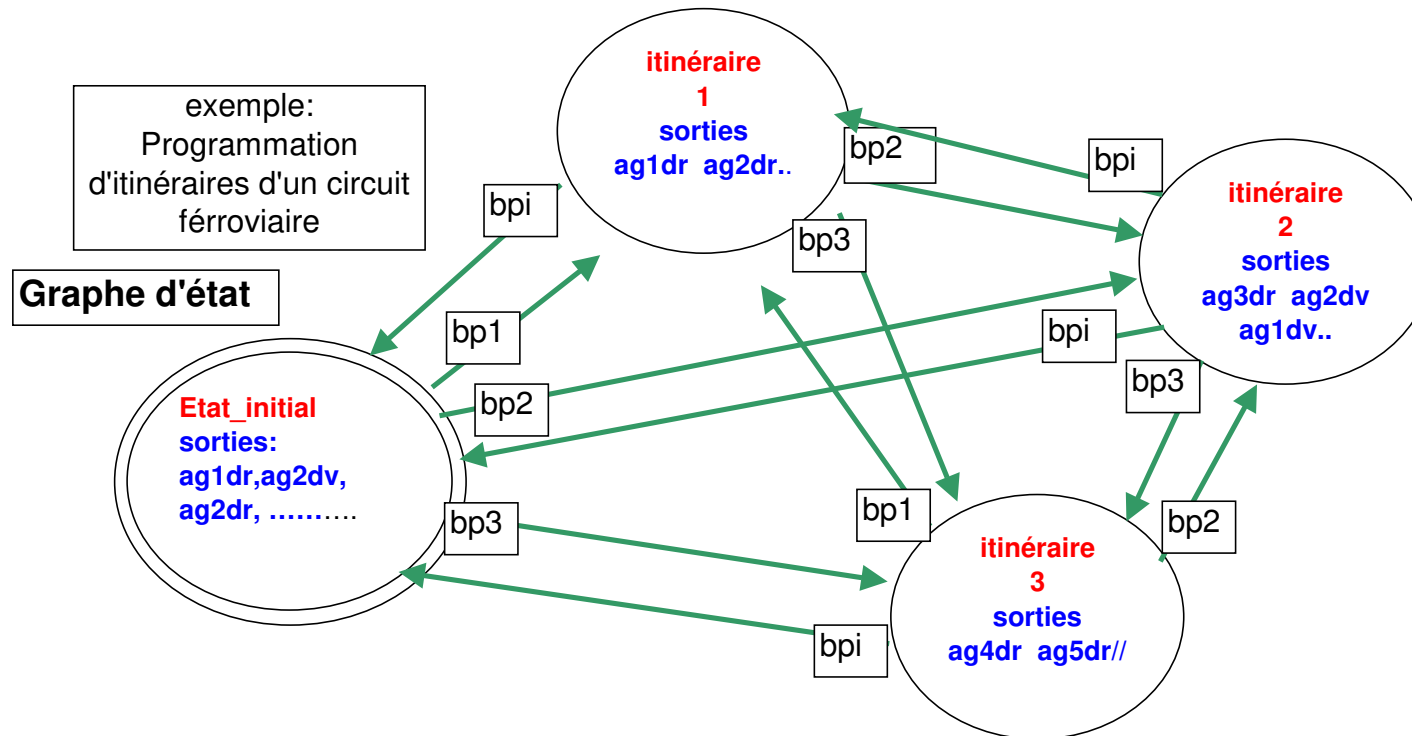 exemple:
Programmation
d'itinéraires d'un circuit
férroviaire
Graphe d'état
itinéraire
1
sorties
ag1dr ag2dr..
bp2
bpi
itinéraire
2
sorties
ag3dr ag2dv
ag1dv..
bpi
bp3
bp1
bpi
bp2
bp3
Etat_initial
sorties:
ag1dr,ag2dv,
ag2dr, ……….
bp3
bp1
bp2
itinéraire
3
sorties
ag4dr ag5dr//
bpi